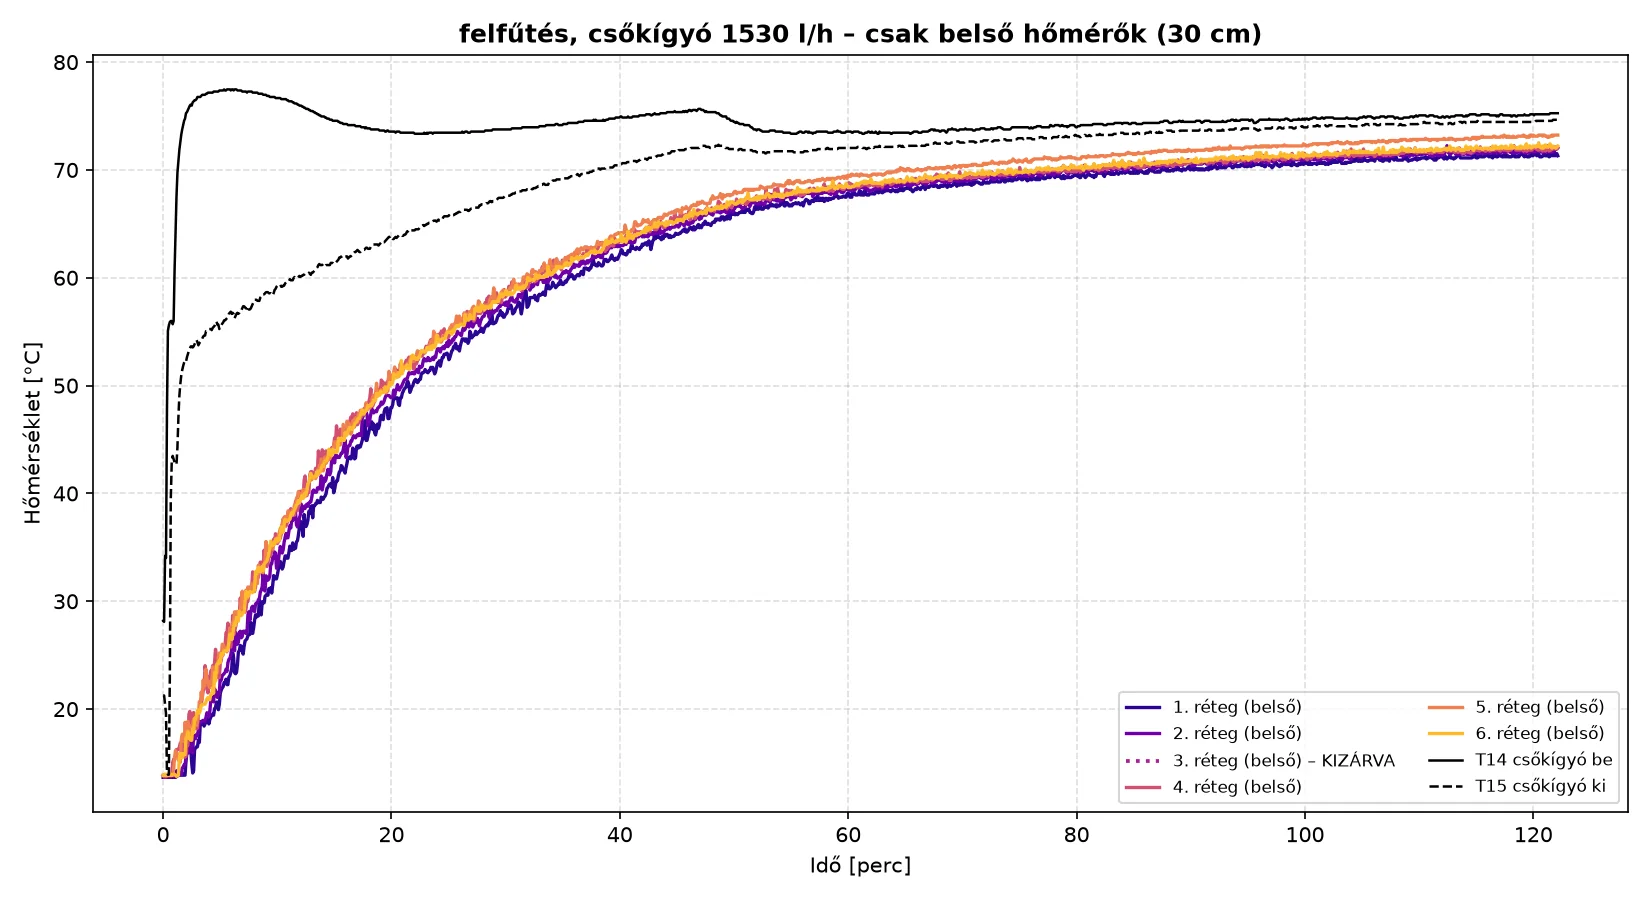 felfűtés, csőkígyó 1530 l/h – csak belső hőmérők (30 cm)
Hőmérséklet [°C]
80
70
60
50
40
30
20
0 20 40 60 80 100 120
Idő [perc]
1. réteg (belső)
2. réteg (belső)
3. réteg (belső) – KIZÁRVA
4. réteg (belső)
5. réteg (belső)
6. réteg (belső)
T14 csőkígyó be
T15 csőkígyó ki